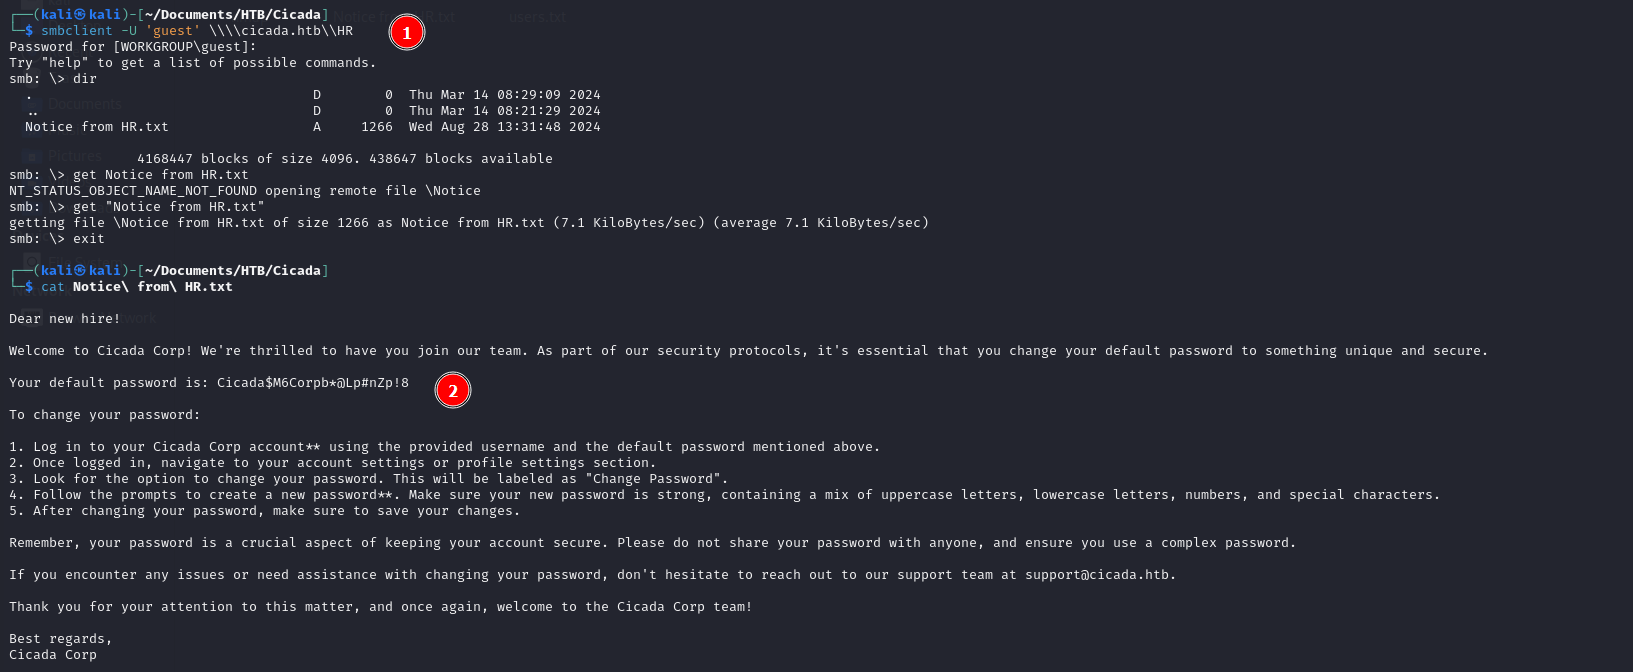 ┌──(kali㉿kali)-[~/Documents/HTB/Cicada]
└─$ smbclient -U 'guest' \\\\cicada.htb\\HR
1
Password for [WORKGROUP\guest]:
Try "help" to get a list of possible commands.
smb: \> dir
  .                                   D        0  Thu Mar 14 08:29:09 2024
  ..                                  D        0  Thu Mar 14 08:21:29 2024
  Notice from HR.txt                  A     1266  Wed Aug 28 13:31:48 2024
                4168447 blocks of size 4096. 438647 blocks available
smb: \> get Notice from HR.txt
NT_STATUS_OBJECT_NAME_NOT_FOUND opening remote file \Notice
smb: \> get "Notice from HR.txt"
getting file \Notice from HR.txt of size 1266 as Notice from HR.txt (7.1 KiloBytes/sec) (average 7.1 KiloBytes/sec)
smb: \> exit
┌──(kali㉿kali)-[~/Documents/HTB/Cicada]
└─$ cat Notice\ from\ HR.txt
Dear new hire!
Welcome to Cicada Corp! We're thrilled to have you join our team. As part of our security protocols, it's essential that you change your default password to something unique and secure.
Your default password is: Cicada$M6Corpb*@Lp#nZp!8
2
To change your password:
1. Log in to your Cicada Corp account** using the provided username and the default password mentioned above.
2. Once logged in, navigate to your account settings or profile settings section.
3. Look for the option to change your password. This will be labeled as "Change Password".
4. Follow the prompts to create a new password**. Make sure your new password is strong, containing a mix of uppercase letters, lowercase letters, numbers, and special characters.
5. After changing your password, make sure to save your changes.
Remember, your password is a crucial aspect of keeping your account secure. Please do not share your password with anyone, and ensure you use a complex password.
If you encounter any issues or need assistance with changing your password, don't hesitate to reach out to our support team at support@cicada.htb.
Thank you for your attention to this matter, and once again, welcome to the Cicada Corp team!
Best regards,
Cicada Corp